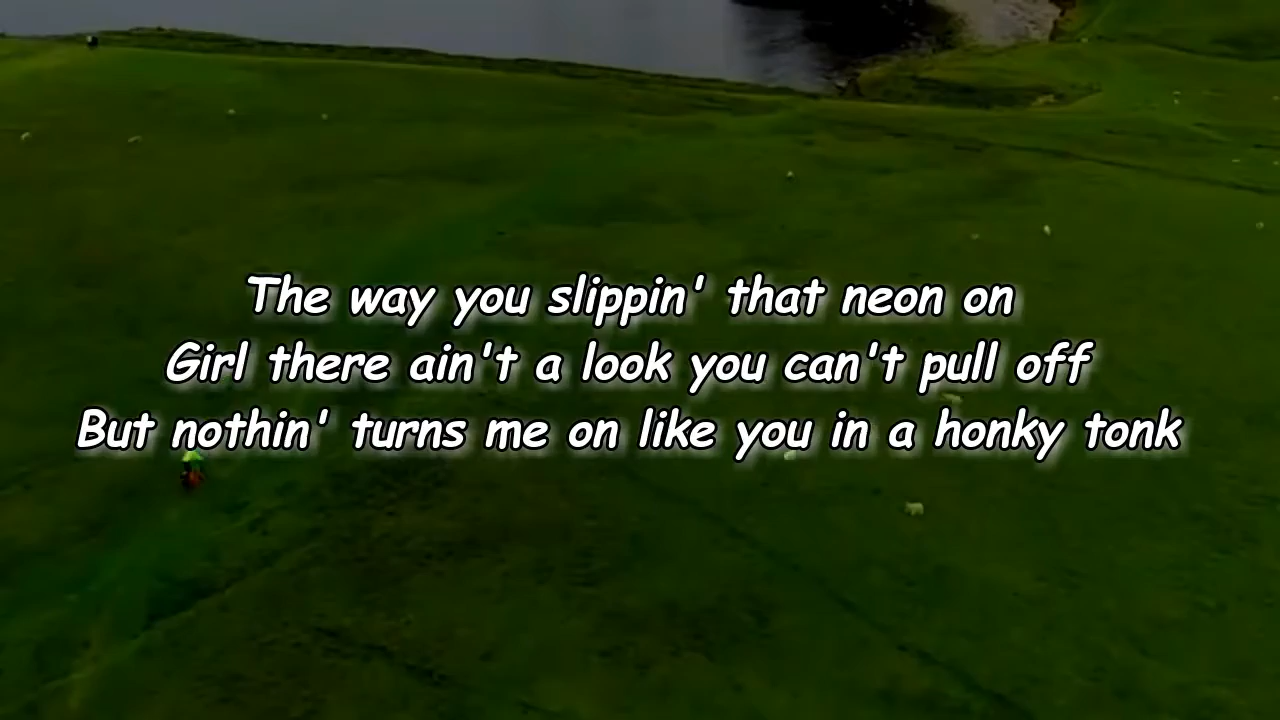 The way you slippin' that neon on
Girl there ain't a look you can't pull off
But nothin' turns me on like you in a honky tonk